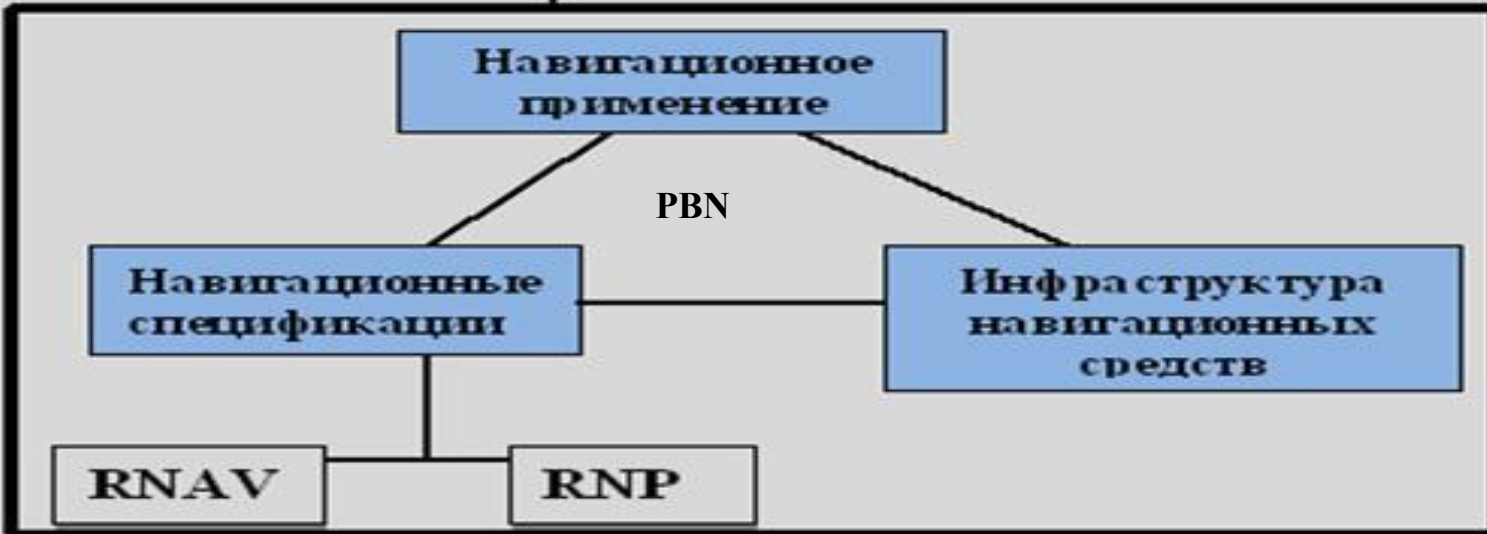 Навигационное
применение
PBN
Навигационные
спецификации
Инфраструктура
навигационных
средств
RNAV
RNP